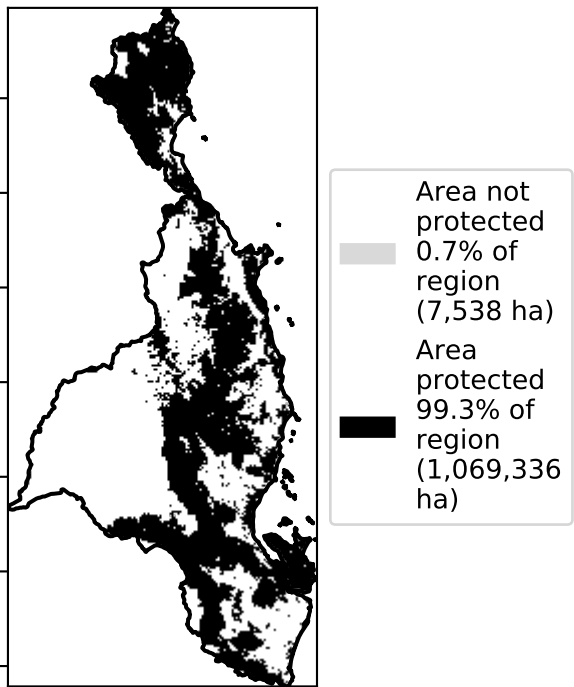 Area not
protected
0.7% of
region
(7,538 ha)
Area
protected
99.3% of
region
(1,069,336
ha)